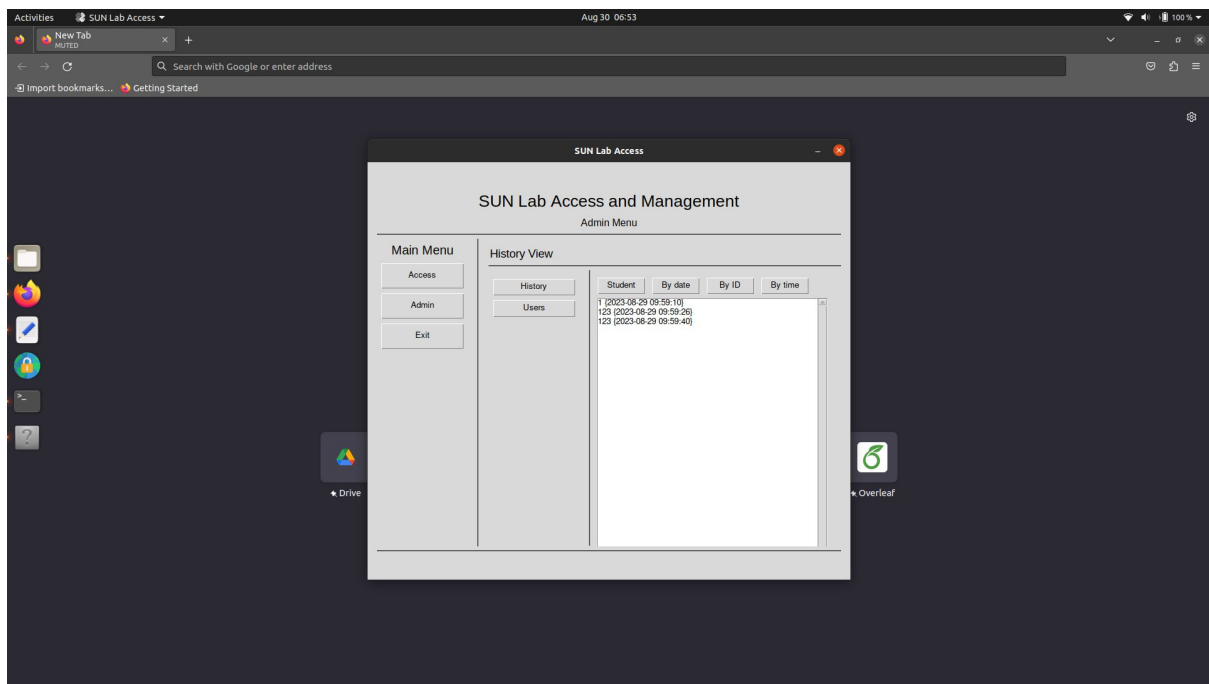 Activities SUN Lab Access Aug 30 06:53 100 %
New Tab
MUTED
Search with Google or enter address
Import bookmarks... Getting Started
SUN Lab Access
SUN Lab Access and Management
Admin Menu
Main Menu
Access
Admin
Exit
History View
History
Users
Student By date By ID By time
1 {2023-08-29 09:59:10}
123 {2023-08-29 09:59:26}
123 {2023-08-29 09:59:40}
Drive
Overleaf